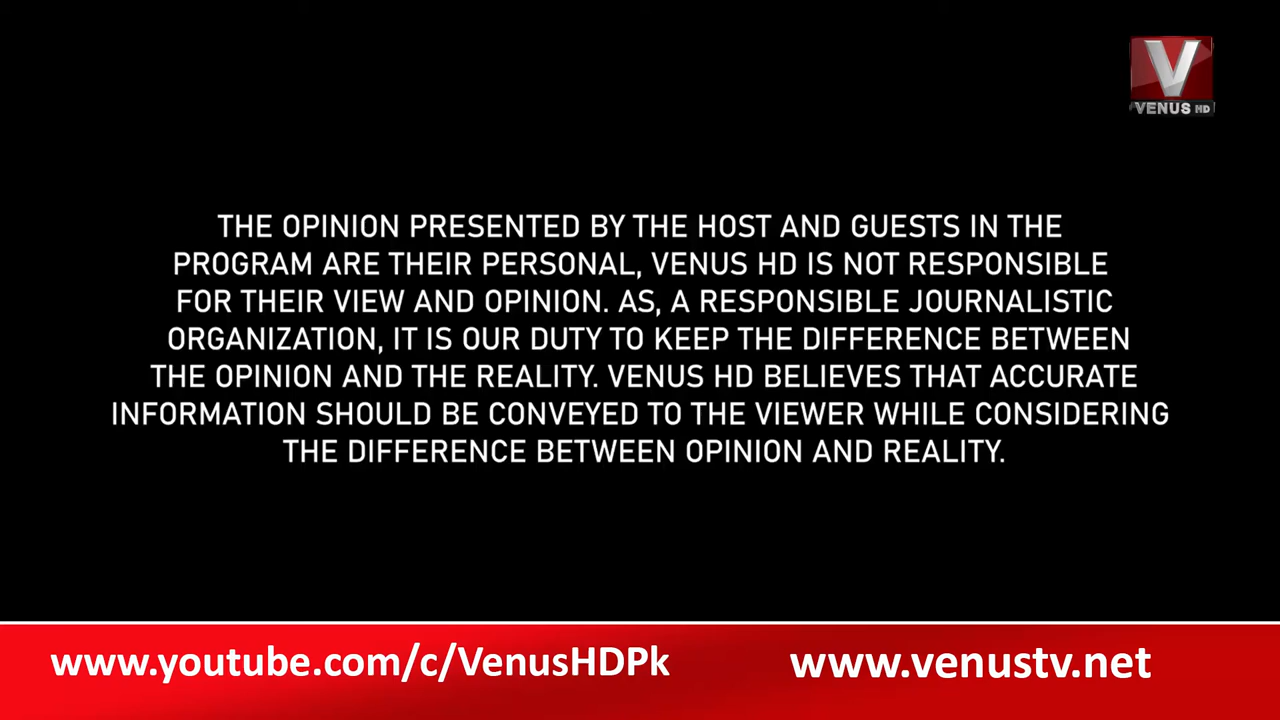 V
VENUS HD
THE OPINION PRESENTED BY THE HOST AND GUESTS IN THE
PROGRAM ARE THEIR PERSONAL, VENUS HD IS NOT RESPONSIBLE
FOR THEIR VIEW AND OPINION. AS, A RESPONSIBLE JOURNALISTIC
ORGANIZATION, IT IS OUR DUTY TO KEEP THE DIFFERENCE BETWEEN
THE OPINION AND THE REALITY. VENUS HD BELIEVES THAT ACCURATE
INFORMATION SHOULD BE CONVEYED TO THE VIEWER WHILE CONSIDERING
THE DIFFERENCE BETWEEN OPINION AND REALITY.
www.youtube.com/c/VenusHDPk
www.venustv.net